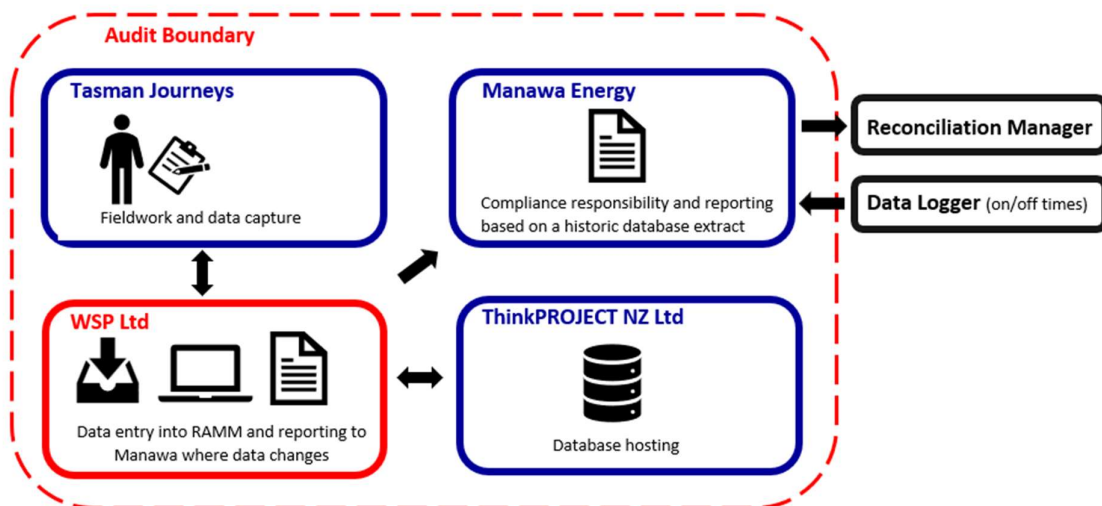 Audit Boundary
Tasman Journeys
Fieldwork and data capture
Manawa Energy
Compliance responsibility and reporting
based on a historic database extract
Reconciliation Manager
Data Logger (on/off times)
WSP Ltd
Data entry into RAMM and reporting to
Manawa where data changes
ThinkPROJECT NZ Ltd
Database hosting